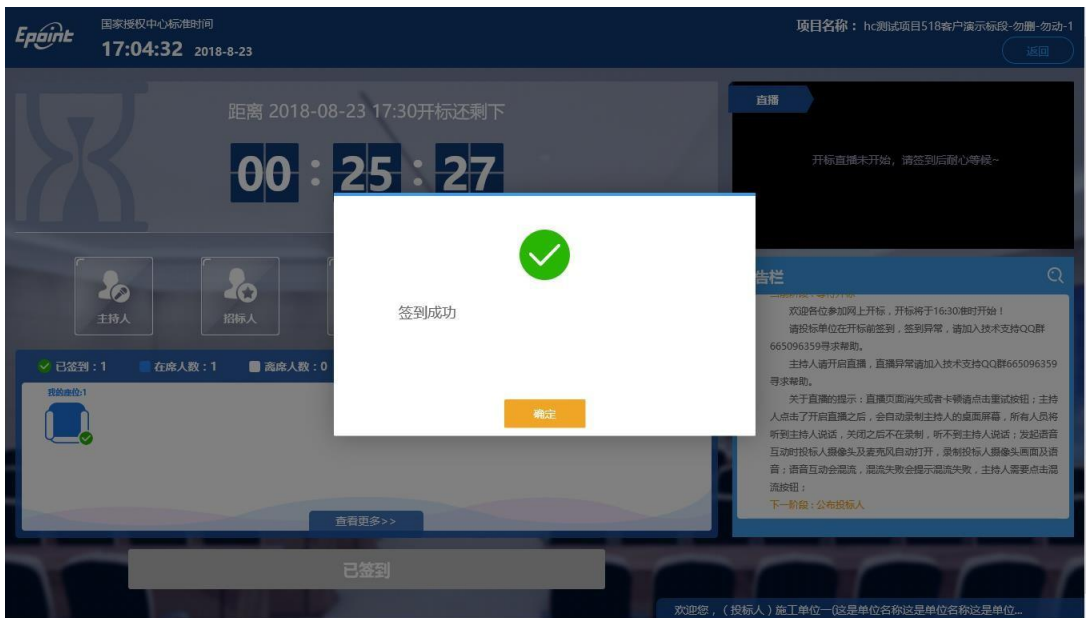 Epoint
国家授权中心标准时间
17:04:32 2018-8-23
项目名称：hc测试项目518客户演示标段-勿删-勿动-1
返回
距离 2018-08-23 17:30开标还剩下
00 : 25 : 27
直播
开标直播未开始，请签到后耐心等候~
主持人
招标人
签到成功
确定
告栏
欢迎各位参加网上开标，开标将于16:30准时开始！
请投标单位在开标前签到，签到异常，请加入技术支持QQ群
665096359寻求帮助。
主持人请开启直播，直播异常请加入技术支持QQ群665096359
寻求帮助。
关于直播的提示：直播页面消失或者卡顿请点击重试按钮；主持
人点击了开启直播之后，会自动录制主持人的桌面屏幕，所有人员将
听到主持人说话，关闭之后不在录制，听不到主持人说话；发起语音
互动时投标人摄像头及麦克风自动打开，录制投标人摄像头画面及语
音；语音互动会混流，混流失败会提示混流失败，主持人需要点击混
流按钮；
下一阶段：公布投标人
已签到：1 在席人数：1 离席人数：0
我的座位:1
查看更多>>
已签到
欢迎您，（投标人）施工单位一(这是单位名称这是单位名称这是单位...